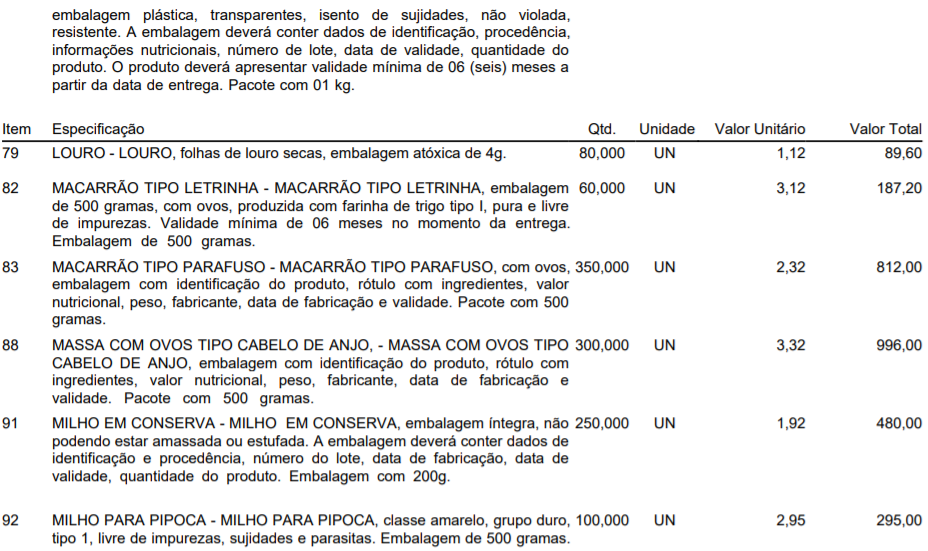 embalagem plástica, transparentes, isento de sujidades, não violada,
resistente. A embalagem deverá conter dados de identificação, procedência,
informações nutricionais, número de lote, data de validade, quantidade do
produto. O produto deverá apresentar validade mínima de 06 (seis) meses a
partir da data de entrega. Pacote com 01 kg.
Item Especificação Qtd. Unidade Valor Unitário Valor Total
79 LOURO - LOURO, folhas de louro secas, embalagem atóxica de 4g. 80,000 UN 1,12 89,60
82 MACARRÃO TIPO LETRINHA - MACARRÃO TIPO LETRINHA, embalagem 60,000 UN 3,12 187,20
de 500 gramas, com ovos, produzida com farinha de trigo tipo I, pura e livre
de impurezas. Validade mínima de 06 meses no momento da entrega.
Embalagem de 500 gramas.
83 MACARRÃO TIPO PARAFUSO - MACARRÃO TIPO PARAFUSO, com ovos, 350,000 UN 2,32 812,00
embalagem com identificação do produto, rótulo com ingredientes, valor
nutricional, peso, fabricante, data de fabricação e validade. Pacote com 500
gramas.
88 MASSA COM OVOS TIPO CABELO DE ANJO, - MASSA COM OVOS TIPO 300,000 UN 3,32 996,00
CABELO DE ANJO, embalagem com identificação do produto, rótulo com
ingredientes, valor nutricional, peso, fabricante, data de fabricação e
validade. Pacote com 500 gramas.
91 MILHO EM CONSERVA - MILHO EM CONSERVA, embalagem íntegra, não 250,000 UN 1,92 480,00
podendo estar amassada ou estufada. A embalagem deverá conter dados de
identificação e procedência, número do lote, data de fabricação, data de
validade, quantidade do produto. Embalagem com 200g.
92 MILHO PARA PIPOCA - MILHO PARA PIPOCA, classe amarelo, grupo duro, 100,000 UN 2,95 295,00
tipo 1, livre de impurezas, sujidades e parasitas. Embalagem de 500 gramas.